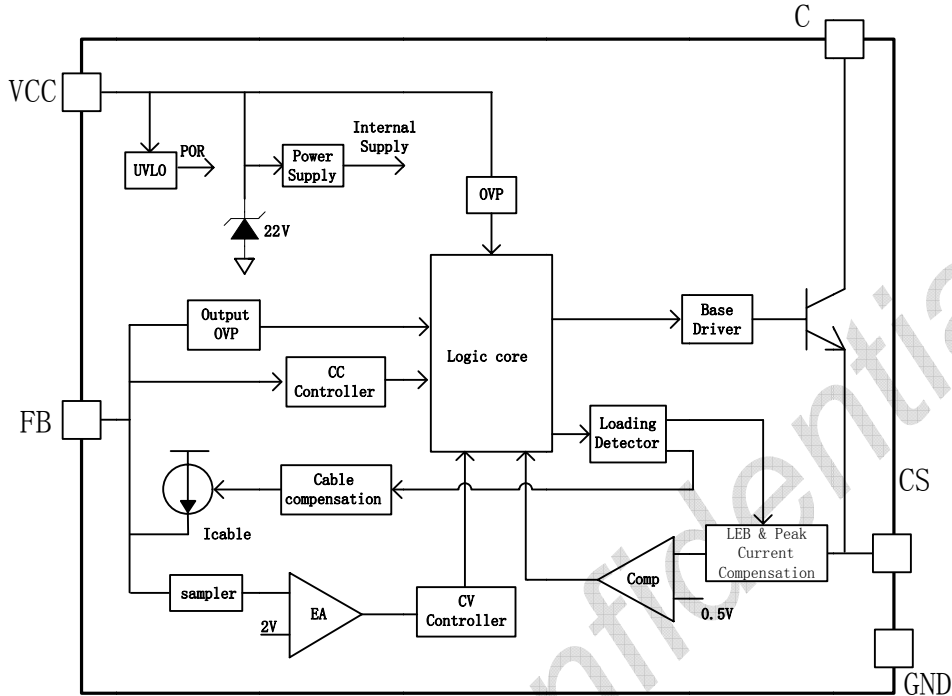 C
VCC
Internal
Supply
POR
UVLO
Power
Supply
OVP
22V
Output
OVP
Base
Driver
Logic core
CC
Controller
FB
Loading
Detector
Cable
compensation
CS
Icable
LEB & Peak
Current
Compensation
sampler
Comp
EA
CV
Controller
0.5V
2V
GND
onfidentia